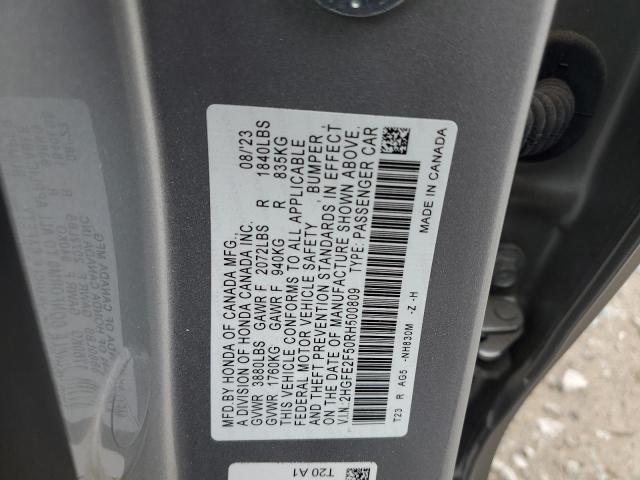 MFD.BY HONDA OF CANADA MFG., 08/'23
A DIVISION OF HONDA CANADA INC.
GVWR 3880LBS GAWR F 2072LBS R 1840LBS
GVWR 1760KG GAWR F 940KG R 835KG
THIS VEHICLE CONFORMS TO ALL APPLICABLE
FEDERAL MOTOR VEHICLE SAFETY , BUMPER,
AND THEFT PREVENTION STANDARDS IN EFFECT
ON THE DATE OF MANUFACTURE SHOWN ABOVE.
V.I.N:2HGFE2F50RH500809 TYPE: PASSENGER CAR
T23 R AG5 -NH830M -Z -H MADE IN CANADA
T20 A1